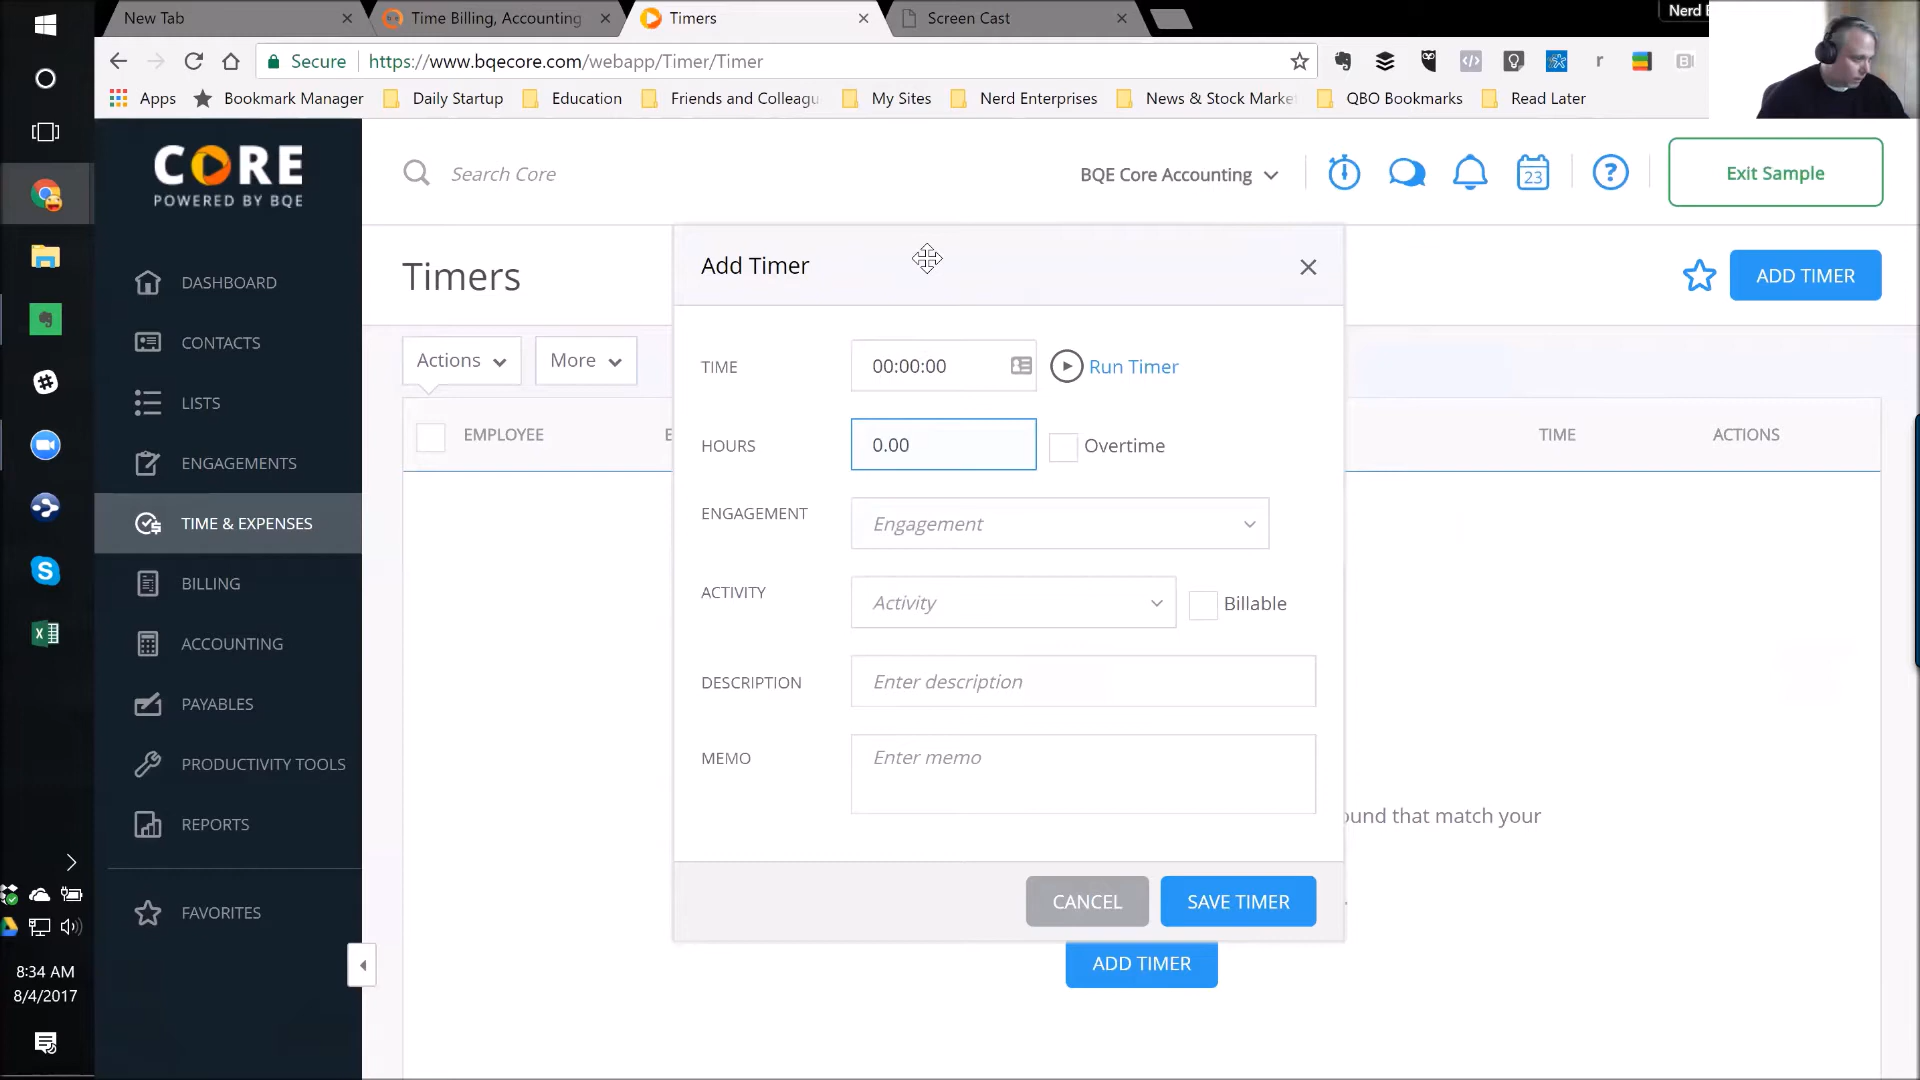 New Tab
Time Billing, Accounting
Timers
Screen Cast
Nerd
Secure
https://www.bqecore.com/webapp/Timer/Timer
Apps
Bookmark Manager
Daily Startup
Education
Friends and Colleagu
My Sites
Nerd Enterprises
News & Stock Marke
QBO Bookmarks
Read Later
CORE
POWERED BY BQE
Search Core
BQE Core Accounting
23
Exit Sample
Timers
ADD TIMER
DASHBOARD
CONTACTS
LISTS
ENGAGEMENTS
TIME & EXPENSES
BILLING
ACCOUNTING
PAYABLES
PRODUCTIVITY TOOLS
REPORTS
FAVORITES
Actions
More
EMPLOYEE
E
TIME
ACTIONS
Add Timer
TIME
00:00:00
Run Timer
HOURS
0.00
Overtime
ENGAGEMENT
Engagement
ACTIVITY
Activity
Billable
DESCRIPTION
Enter description
MEMO
Enter memo
ound that match your
CANCEL
SAVE TIMER
ADD TIMER
8:34 AM
8/4/2017